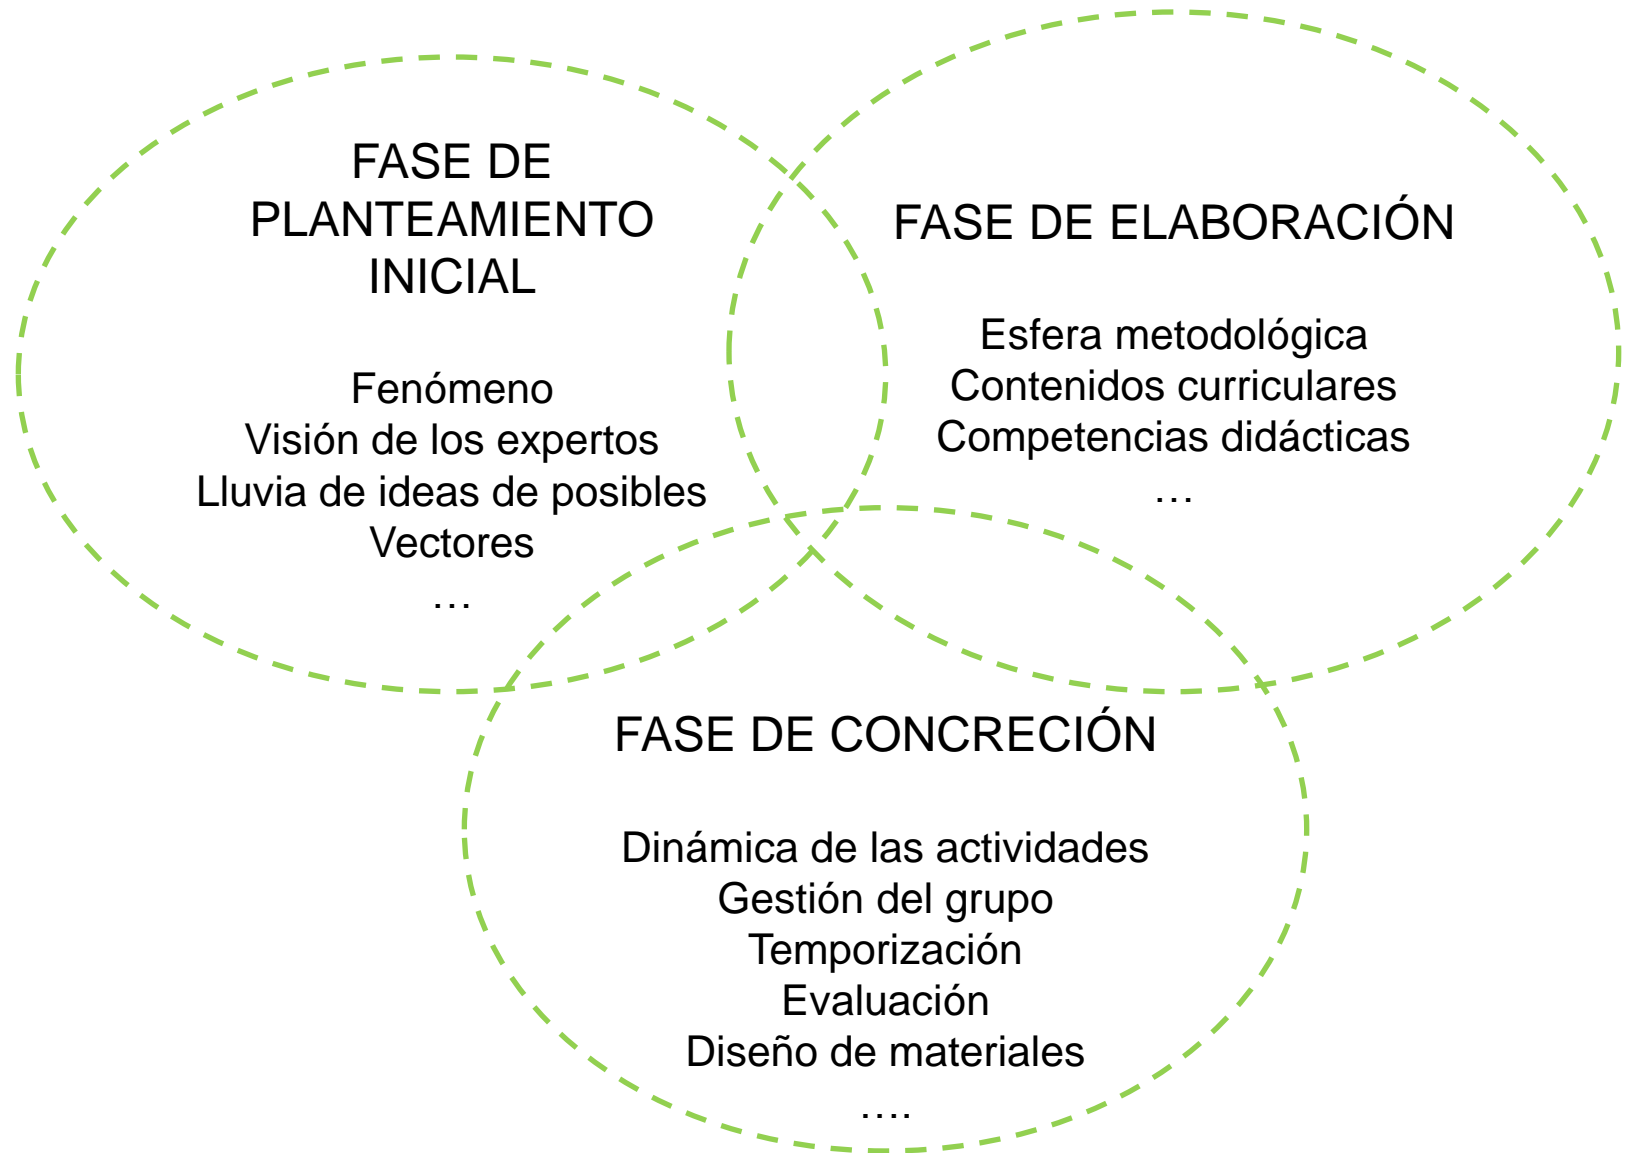 FASE DE
PLANTEAMIENTO
INICIAL
Fenómeno
Visión de los expertos
Lluvia de ideas de posibles
Vectores
…
FASE DE ELABORACIÓN
Esfera metodológica
Contenidos curriculares
Competencias didácticas
…
FASE DE CONCRECIÓN
Dinámica de las actividades
Gestión del grupo
Temporización
Evaluación
Diseño de materiales
….